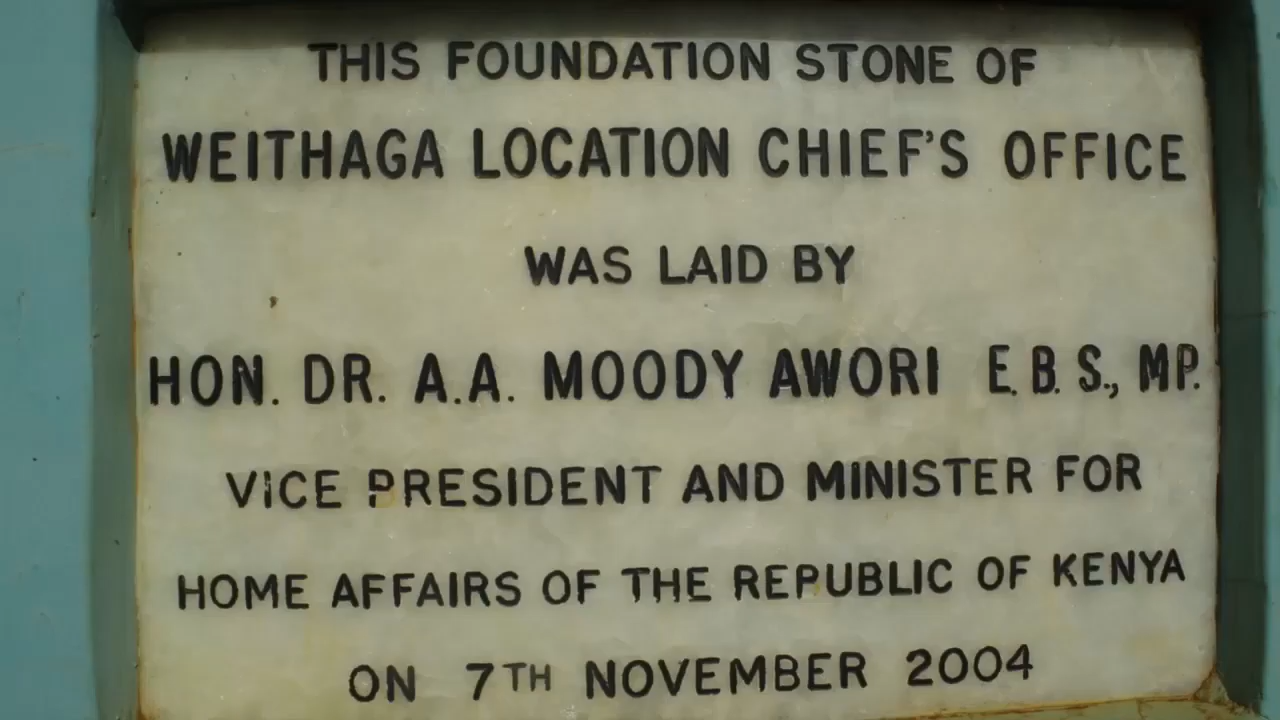 THIS FOUNDATION STONE OF
WEITHAGA LOCATION CHIEF'S OFFICE
WAS LAID BY
HON. DR. A.A. MOODY AWORI E.B.S., MP.
VICE PRESIDENT AND MINISTER FOR
HOME AFFAIRS OF THE REPUBLIC OF KENYA
ON 7TH NOVEMBER 2004